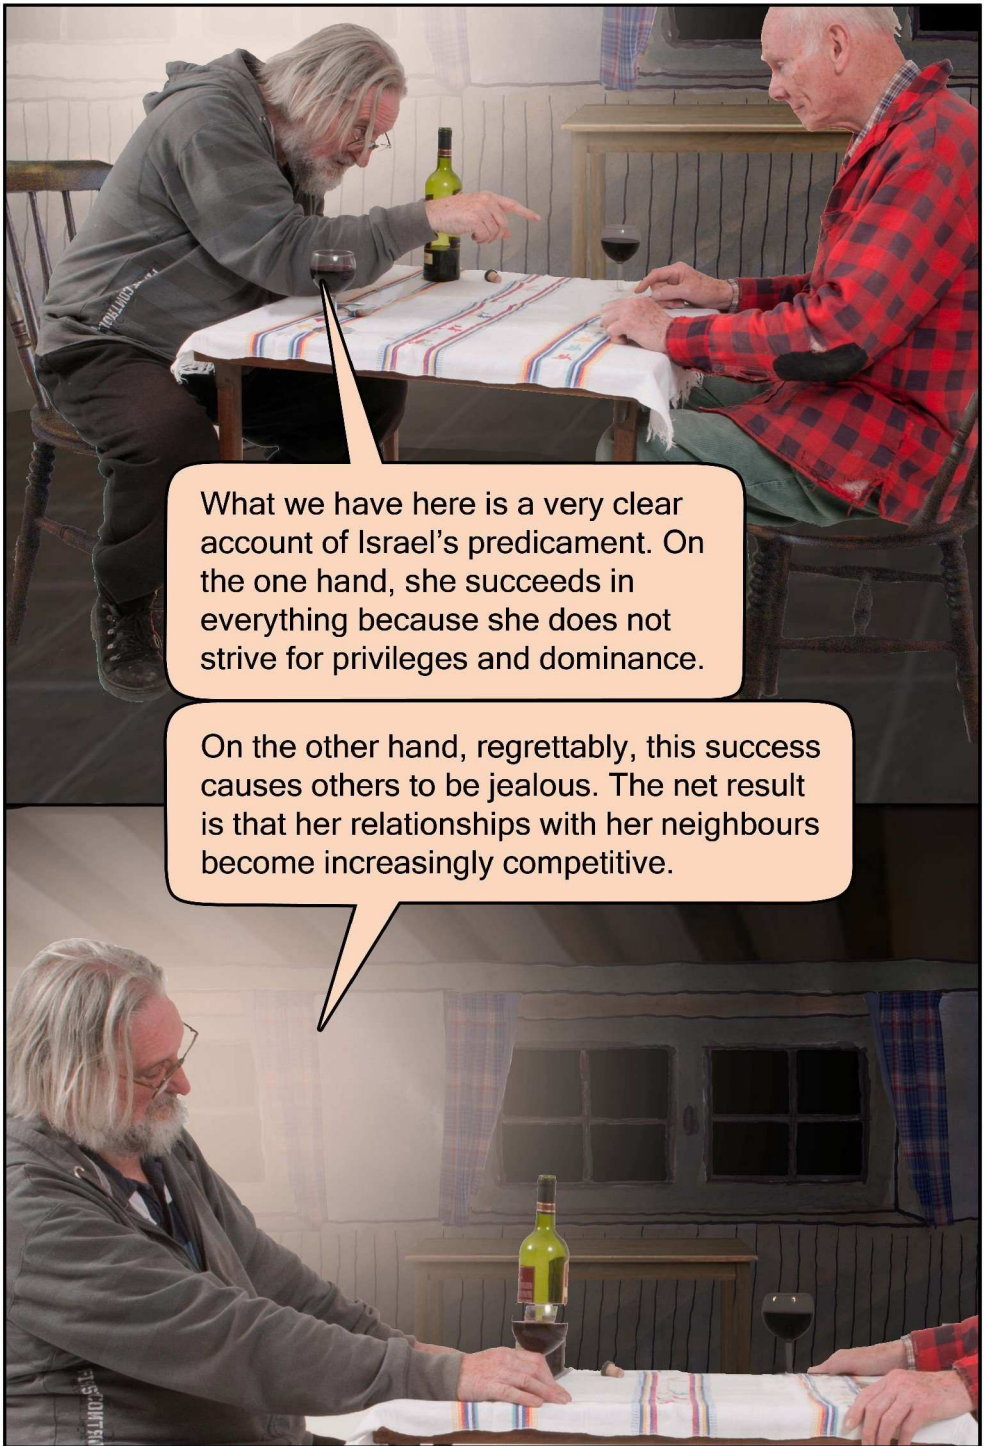 What we have here is a very clear
account of Israel's predicament. On
the one hand, she succeeds in
everything because she does not
strive for privileges and dominance.
On the other hand, regrettably, this success
causes others to be jealous. The net result
is that her relationships with her neighbours
become increasingly competitive.